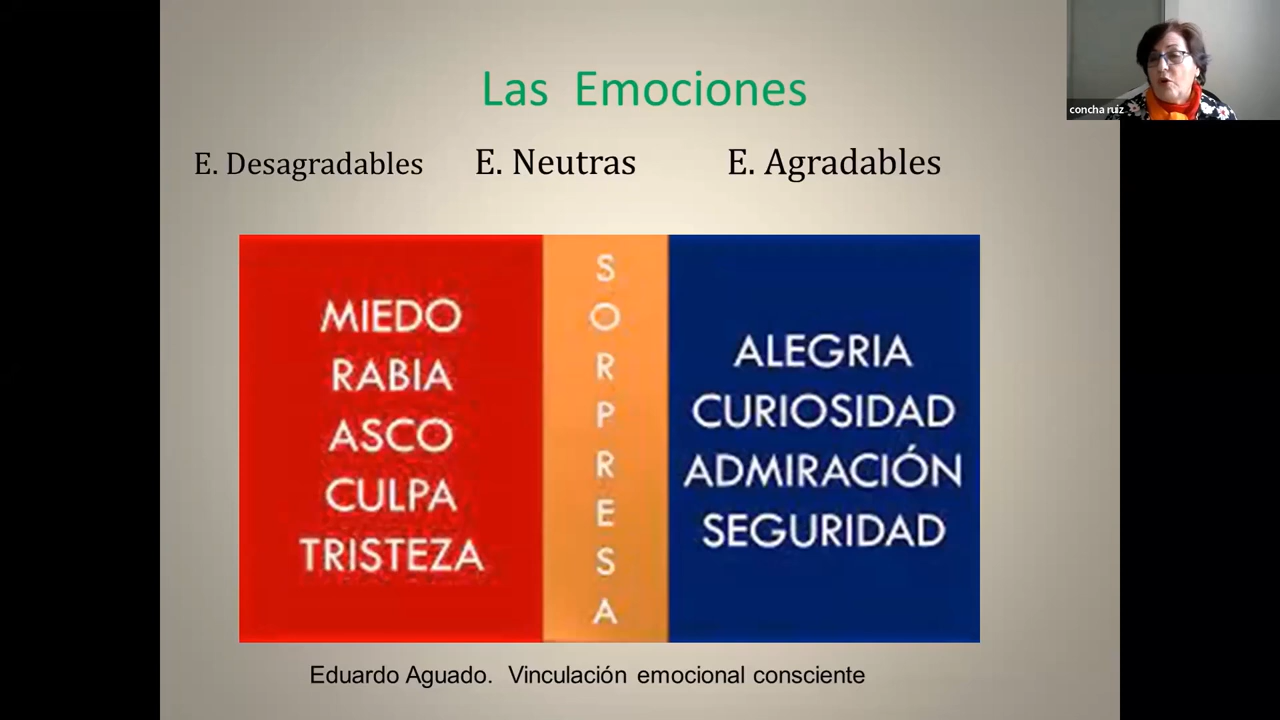 Las Emociones
concha ruiz
E. Desagradables
E. Neutras
E. Agradables
MIEDO
RABIA
ASCO
CULPA
TRISTEZA
S
O
R
P
R
E
S
A
ALEGRIA
CURIOSIDAD
ADMIRACIÓN
SEGURIDAD
Eduardo Aguado. Vinculación emocional consciente